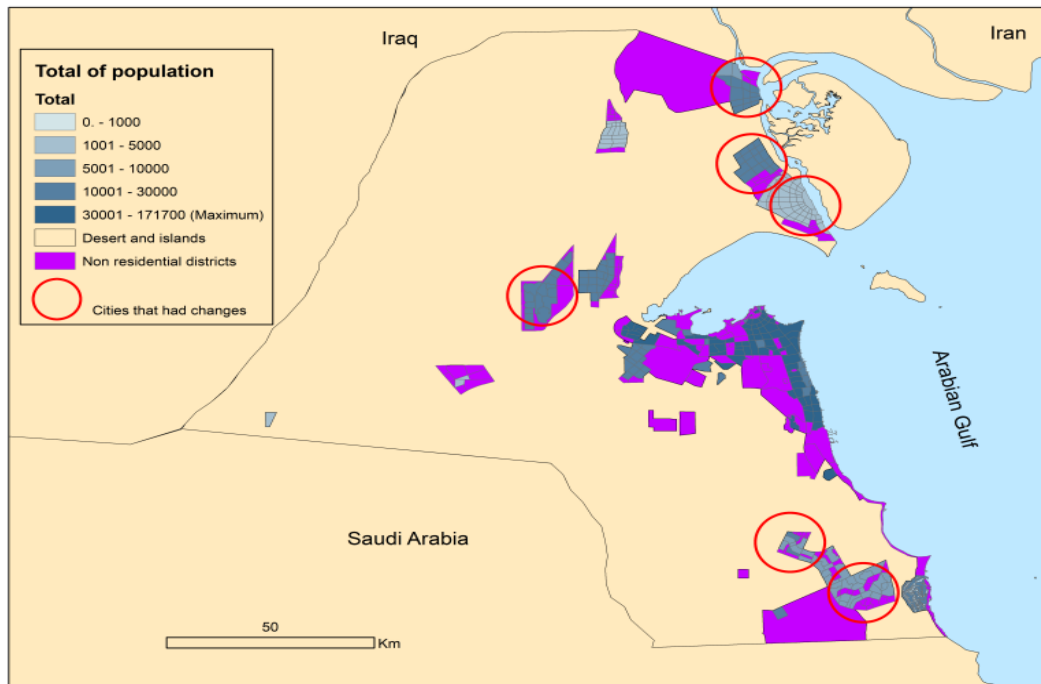 Iraq
Iran
Total of population
Total
0. - 1000
1001 - 5000
5001 - 10000
10001 - 30000
30001 - 171700 (Maximum)
Desert and islands
Non residential districts
Cities that had changes
Arabian Gulf
Saudi Arabia
50
Km